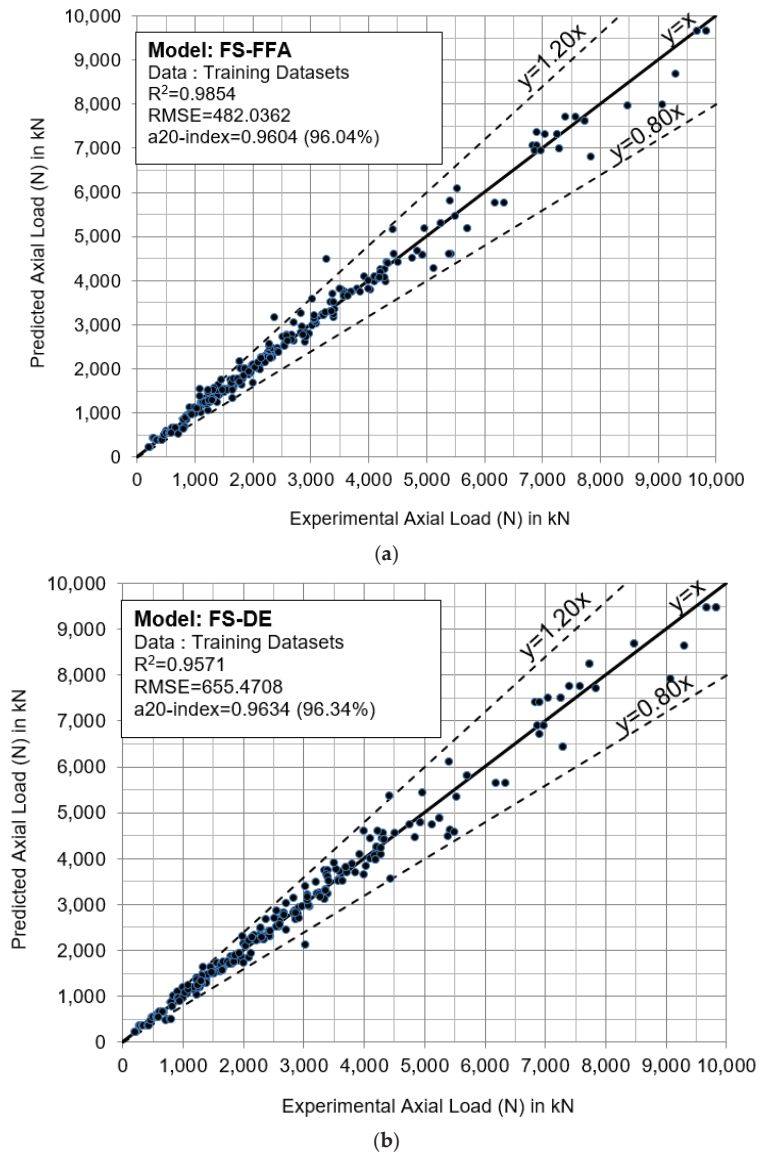 10,000
9,000
8,000
7,000
6,000
5,000
4,000
3,000
2,000
1,000
0
Predicted Axial Load (N) in kN
Model: FS-FFA
Data : Training Datasets
R²=0.9854
RMSE=482.0362
a20-index=0.9604 (96.04%)
y=1.20x
y=x
y=0.80x
0 1,000 2,000 3,000 4,000 5,000 6,000 7,000 8,000 9,000 10,000
Experimental Axial Load (N) in kN
(a)
10,000
9,000
8,000
7,000
6,000
5,000
4,000
3,000
2,000
1,000
0
Predicted Axial Load (N) in kN
Model: FS-DE
Data : Training Datasets
R²=0.9571
RMSE=655.4708
a20-index=0.9634 (96.34%)
y=1.20x
y=x
y=0.80x
0 1,000 2,000 3,000 4,000 5,000 6,000 7,000 8,000 9,000 10,000
Experimental Axial Load (N) in kN
(b)